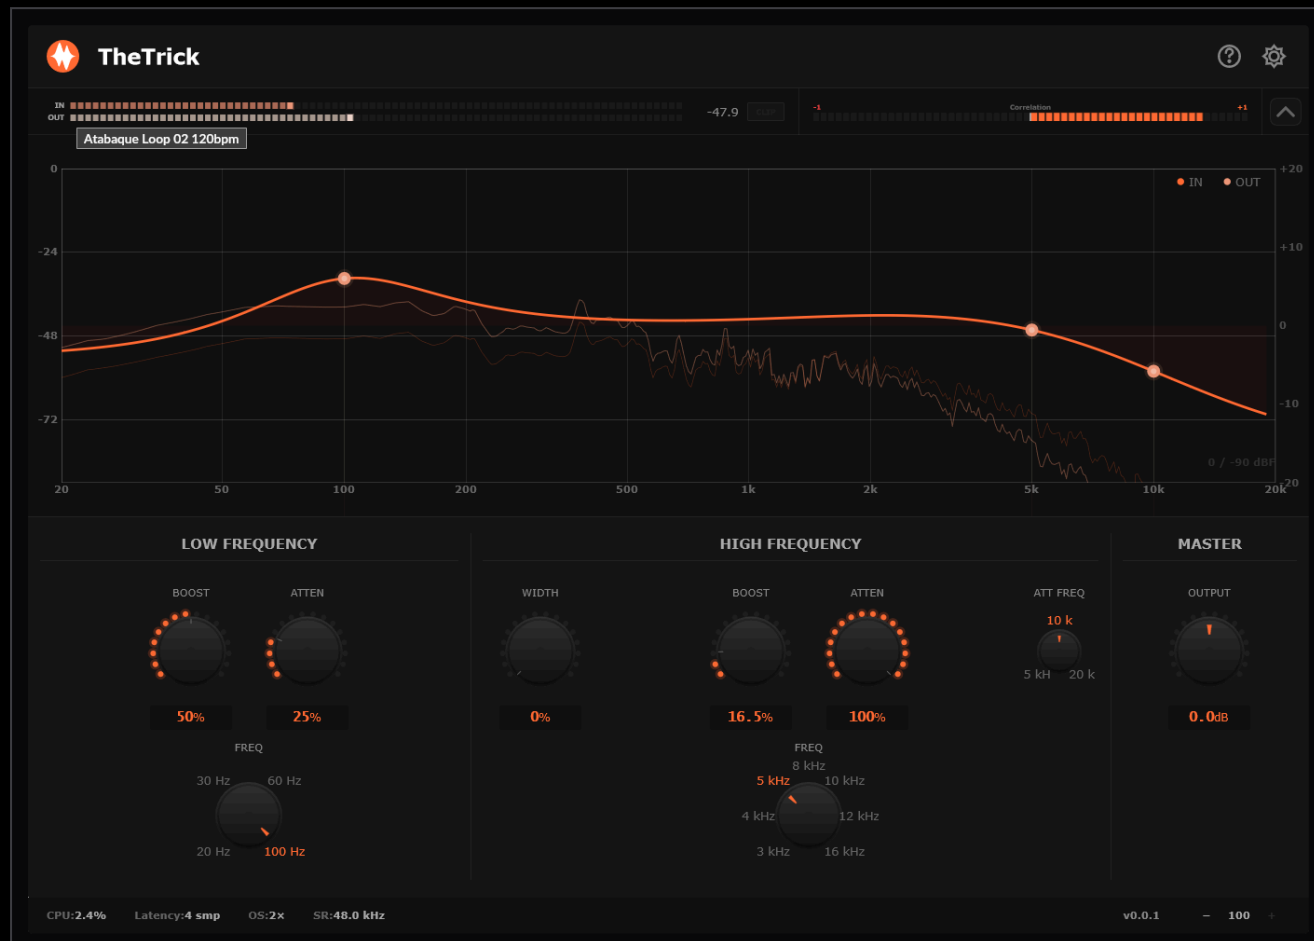 TheTrick
IN
OUT
-47.9
-1
Correlation
+1
Atabaque Loop 02 120bpm
0
+20
IN
OUT
-24
+10
-48
0
-72
-10
0 / -90 dBF
-20
20
50
100
200
500
1k
2k
5k
10k
20k
LOW FREQUENCY
HIGH FREQUENCY
MASTER
BOOST
ATTEN
WIDTH
BOOST
ATTEN
ATT FREQ
OUTPUT
10 k
5 kH
20 k
50%
25%
0%
16.5%
100%
0.0dB
FREQ
30 Hz
60 Hz
20 Hz
100 Hz
FREQ
8 kHz
5 kHz
10 kHz
4 kHz
12 kHz
3 kHz
16 kHz
CPU:2.4%
Latency:4 smp
OS:2×
SR:48.0 kHz
v0.0.1
− 100 +